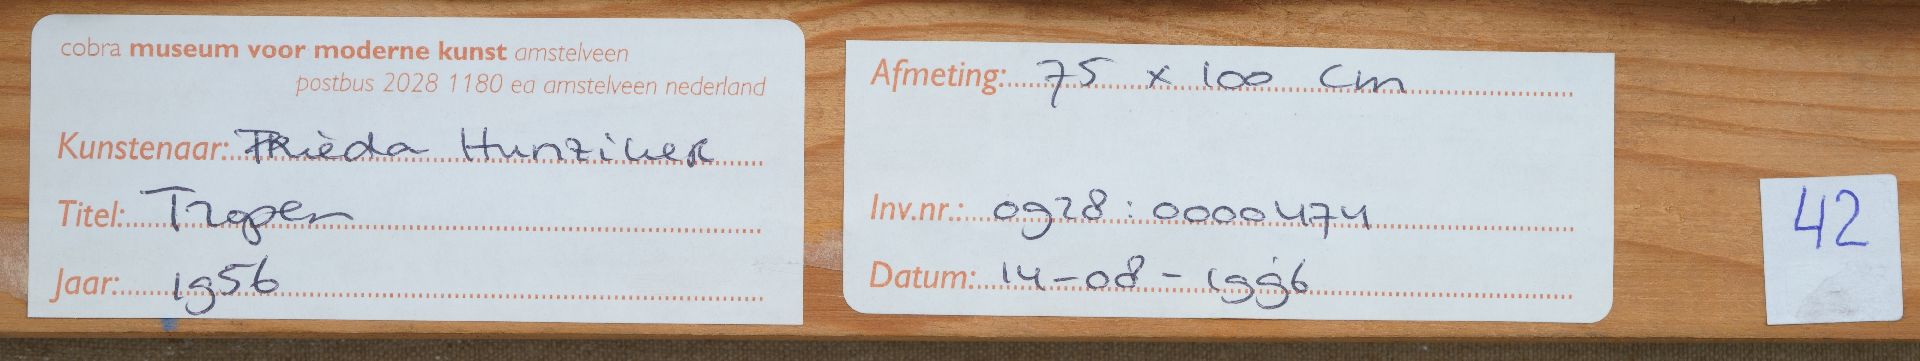 cobra museum voor moderne kunst amstelveen
postbus 2028 1180 ea amstelveen nederland
Kunstenaar: Frieda Hunziker
Titel: Tropen
Jaar: 1956
Afmeting: 75 x 100 cm
Inv.nr.: 0928:0000474
Datum: 14-08-1996
42